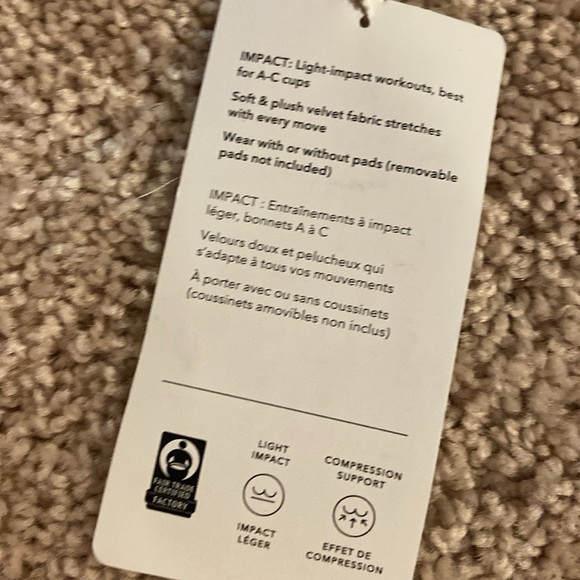 IMPACT: Light-impact workouts, best
for A-C cups
Soft & plush velvet fabric stretches
with every move
Wear with or without pads (removable
pads not included)
IMPACT : Entraînements à impact
léger, bonnets A à C
Velours doux et pelucheux qui
s'adapte à tous vos mouvements
À porter avec ou sans coussinets
(coussinets amovibles non inclus)
FAIR TRADE
CERTIFIED
FACTORY
LIGHT
IMPACT
IMPACT
LÉGER
COMPRESSION
SUPPORT
EFFET DE
COMPRESSION